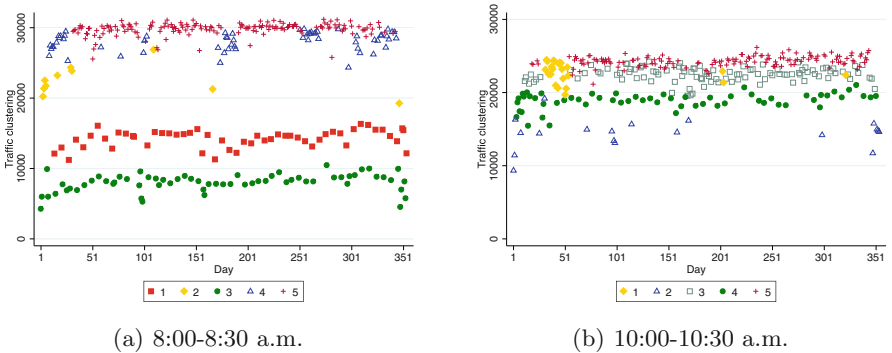 Traffic clustering
30000
20000
10000
0
1 51 101 151 201 251 301 351
Day
1 2 3 4 5
(a) 8:00-8:30 a.m.
Traffic clustering
30000
20000
10000
0
1 51 101 151 201 251 301 351
Day
1 2 3 4 5
(b) 10:00-10:30 a.m.